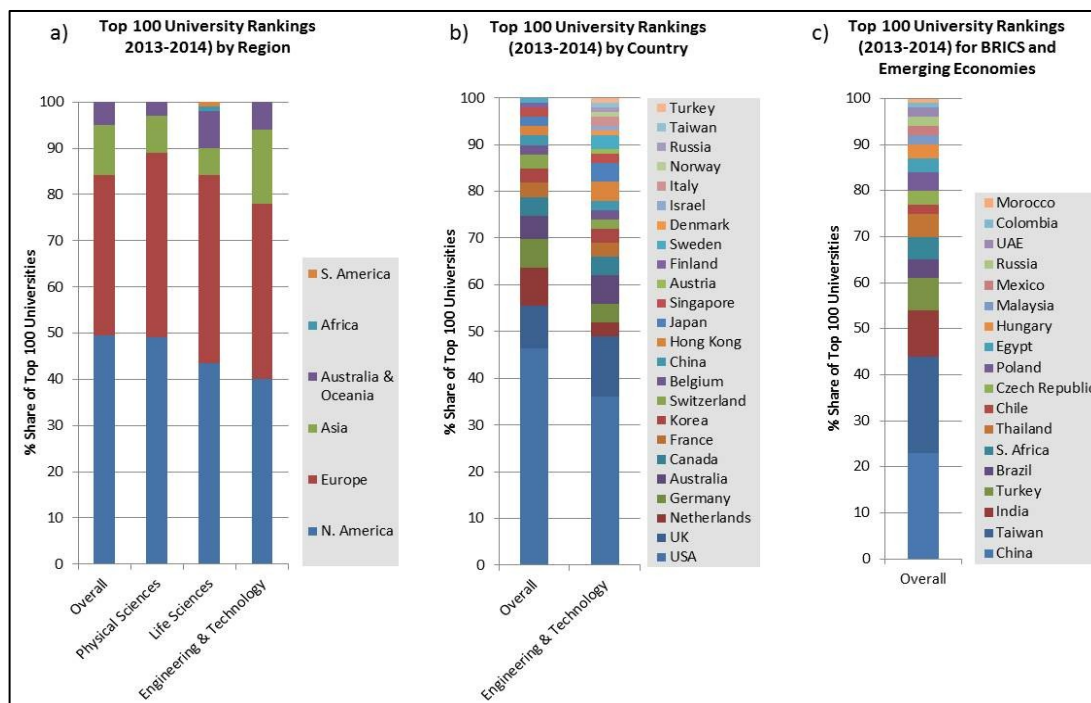 a)
Top 100 University Rankings
2013-2014) by Region
% Share of Top 100 Universities
100
90
80
70
60
50
40
30
20
10
0
Overall
Physical Sciences
Life Sciences
Engineering & Technology
S. America
Africa
Australia &
Oceania
Asia
Europe
N. America
b)
Top 100 University Rankings
(2013-2014) by Country
% Share of Top 100 Universities
100
90
80
70
60
50
40
30
20
10
0
Overall
Engineering & Technology
Turkey
Taiwan
Russia
Norway
Italy
Israel
Denmark
Sweden
Finland
Austria
Singapore
Japan
Hong Kong
China
Belgium
Switzerland
Korea
France
Canada
Australia
Germany
Netherlands
UK
USA
c)
Top 100 University Rankings
(2013-2014) for BRICS and
Emerging Economies
% Share of Top 100 Universities
100
90
80
70
60
50
40
30
20
10
0
Overall
Morocco
Colombia
UAE
Russia
Mexico
Malaysia
Hungary
Egypt
Poland
Czech Republic
Chile
Thailand
S. Africa
Brazil
Turkey
India
Taiwan
China